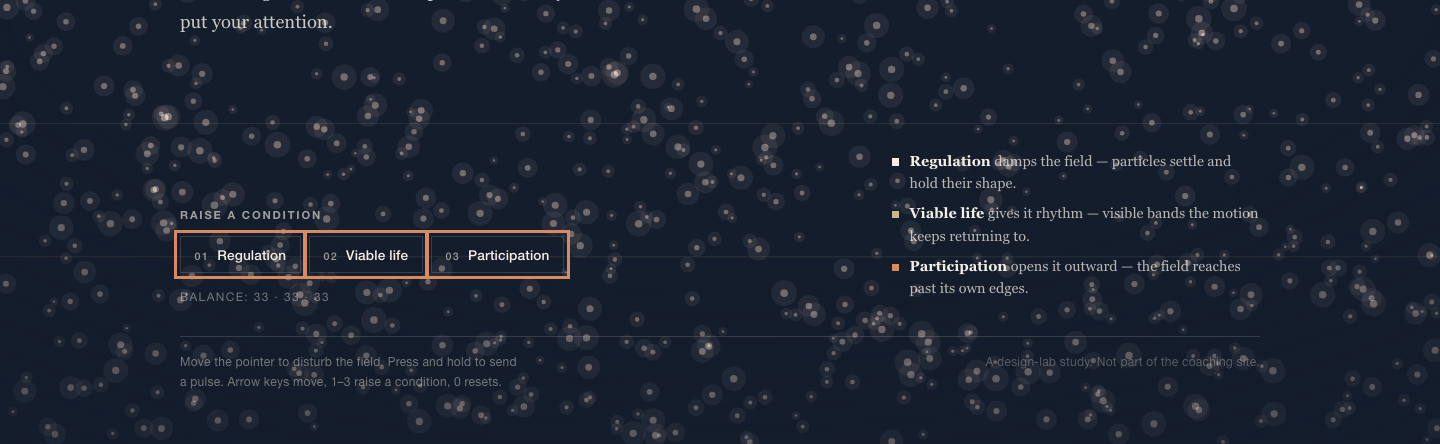 put your attention.
RAISE A CONDITION
01 Regulation
02 Viable life
03 Participation
BALANCE: 33 · 33 · 33
Regulation damps the field — particles settle and
hold their shape.
Viable life gives it rhythm — visible bands the motion
keeps returning to.
Participation opens it outward — the field reaches
past its own edges.
Move the pointer to disturb the field. Press and hold to send
a pulse. Arrow keys move, 1–3 raise a condition, 0 resets.
A design-lab study. Not part of the coaching site.